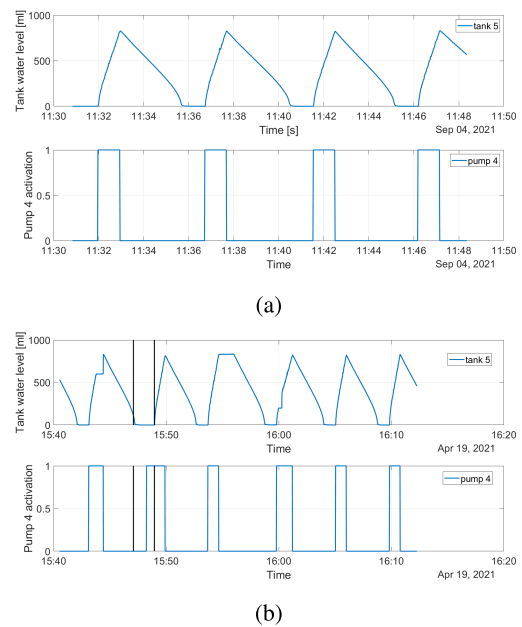 1000
500
0
Tank water level [ml]
tank 5
11:30 11:32 11:34 11:36 11:38 11:40 11:42 11:44 11:46 11:48 11:50
Time [s]
Sep 04, 2021
1
0.5
0
Pump 4 activation
pump 4
11:30 11:32 11:34 11:36 11:38 11:40 11:42 11:44 11:46 11:48 11:50
Time
Sep 04, 2021
(a)
1000
500
0
Tank water level [ml]
tank 5
15:40 15:50 16:00 16:10 16:20
Time
Apr 19, 2021
1
0.5
0
Pump 4 activation
pump 4
15:40 15:50 16:00 16:10 16:20
Time
Apr 19, 2021
(b)